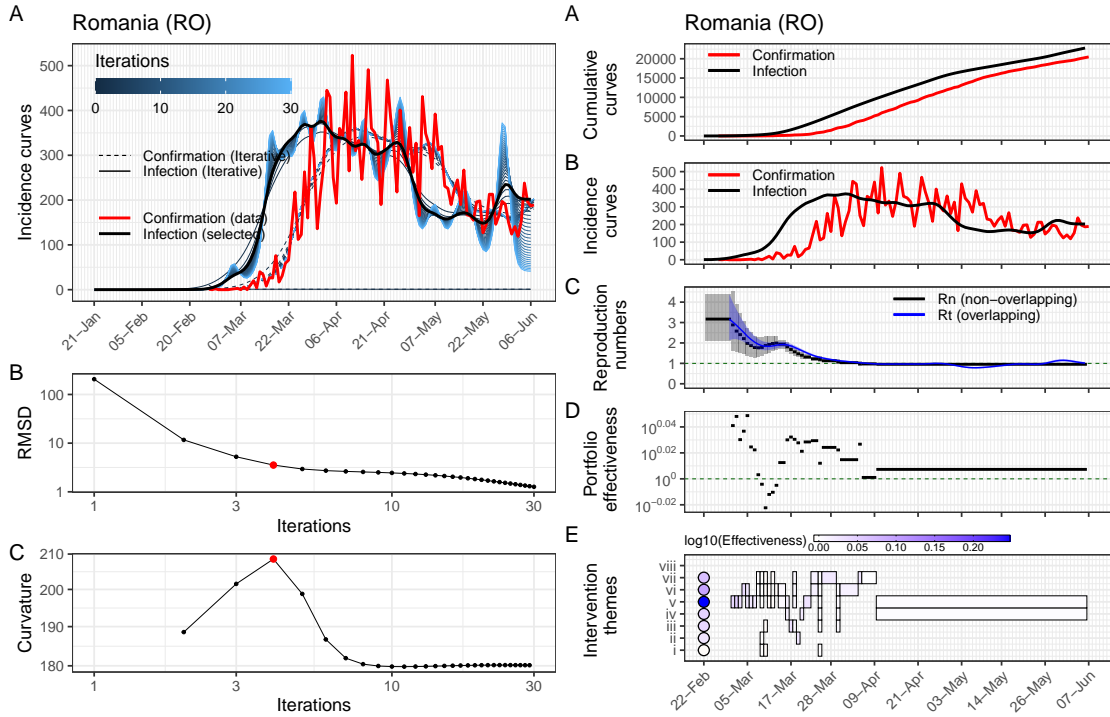 A
Romania (RO)
Incidence curves
500
400
300
200
100
0
Iterations
0
10
20
30
Confirmation (Iterative)
Infection (Iterative)
Confirmation (data)
Infection (selected)
21−Jan
05−Feb
20−Feb
07−Mar
22−Mar
06−Apr
21−Apr
07−May
22−May
06−Jun
B
RMSD
100
10
1
1
3
10
30
Iterations
C
Curvature
210
200
190
180
1
3
10
30
Iterations
A
Romania (RO)
Cumulative
curves
20000
15000
10000
5000
0
Confirmation
Infection
B
Incidence
curves
500
400
300
200
100
0
Confirmation
Infection
C
Reproduction
numbers
4
3
2
1
0
Rn (non−overlapping)
Rt (overlapping)
D
Portfolio
effectiveness
10^0.04
10^0.02
10^0
10^−0.02
E
log10(Effectiveness)
0.00
0.05
0.10
0.15
0.20
Intervention
themes
viii
vii
vi
v
iv
iii
ii
i
22−Feb
05−Mar
17−Mar
28−Mar
09−Apr
21−Apr
03−May
14−May
26−May
07−Jun